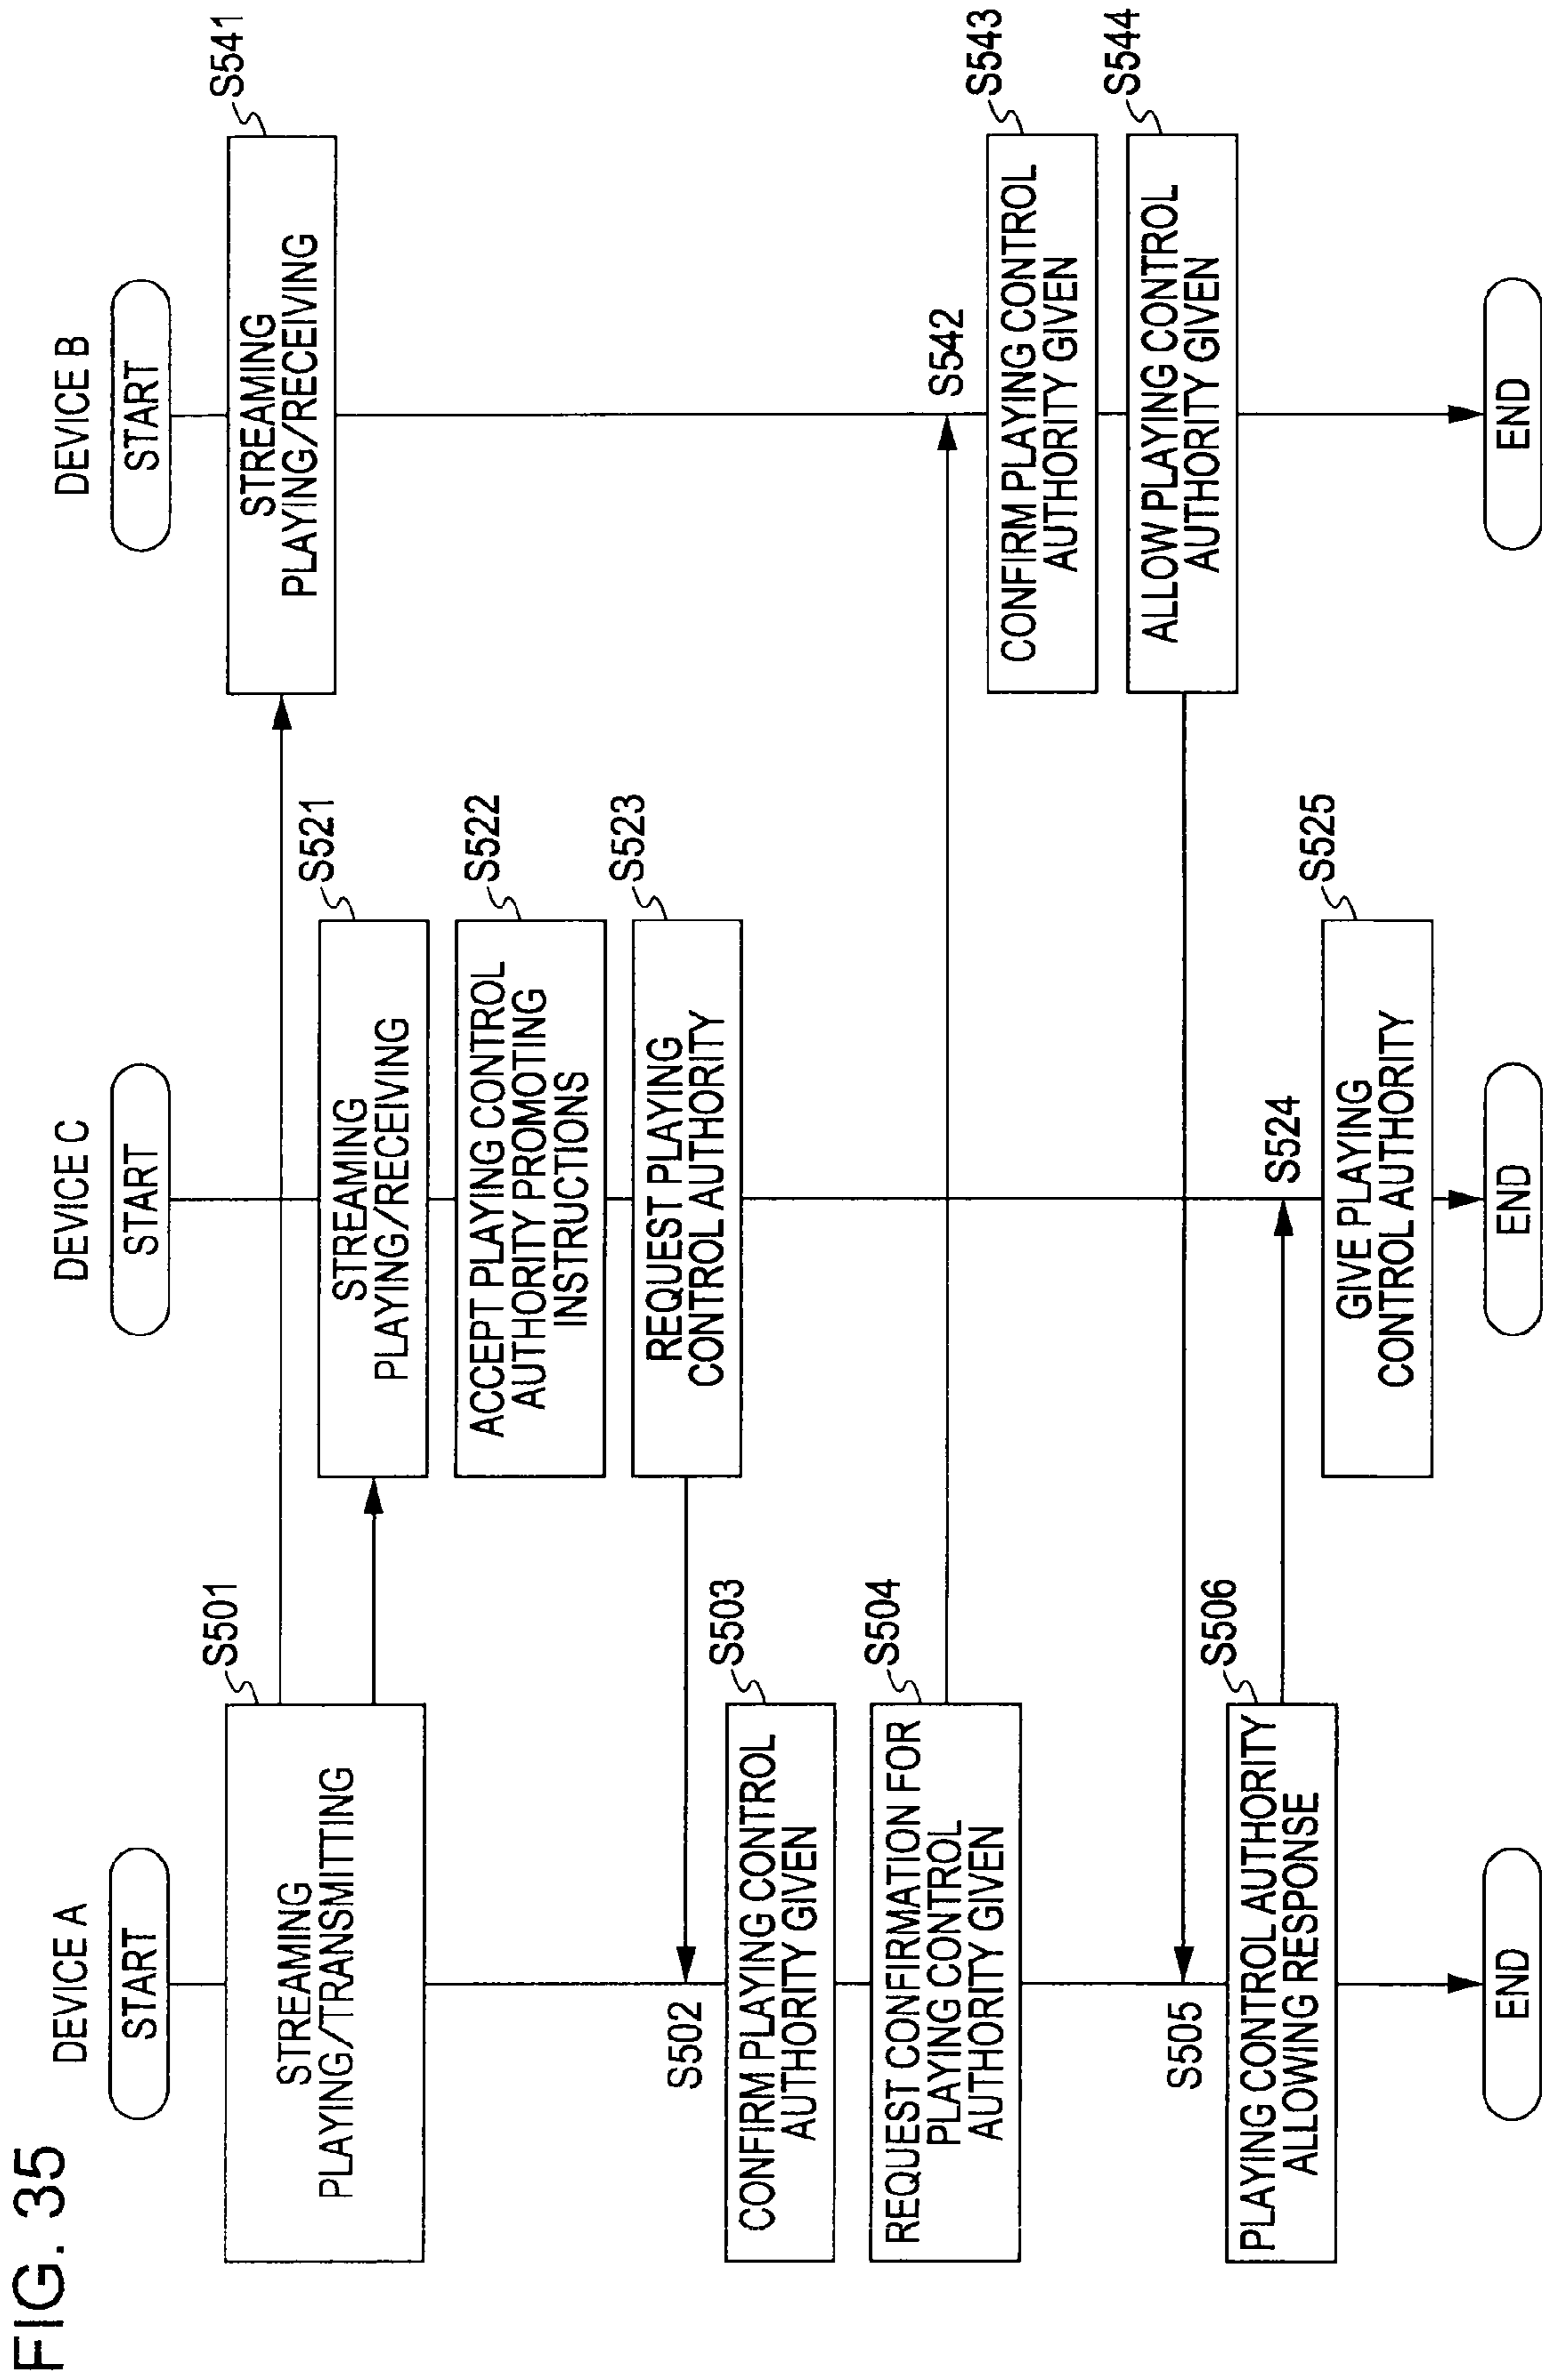 FIG. 35
DEVICE A
START
S501
STREAMING
PLAYING/TRANSMITTING
S502
S503
CONFIRM PLAYING CONTROL
AUTHORITY GIVEN
S504
REQUEST CONFIRMATION FOR
PLAYING CONTROL
AUTHORITY GIVEN
S505
S506
PLAYING CONTROL AUTHORITY
ALLOWING RESPONSE
END
DEVICE C
START
S521
STREAMING
PLAYING/RECEIVING
S522
ACCEPT PLAYING CONTROL
AUTHORITY PROMOTING
INSTRUCTIONS
S523
REQUEST PLAYING
CONTROL AUTHORITY
S524
S525
GIVE PLAYING
CONTROL AUTHORITY
END
DEVICE B
START
S541
STREAMING
PLAYING/RECEIVING
S542
S543
CONFIRM PLAYING CONTROL
AUTHORITY GIVEN
S544
ALLOW PLAYING CONTROL
AUTHORITY GIVEN
END